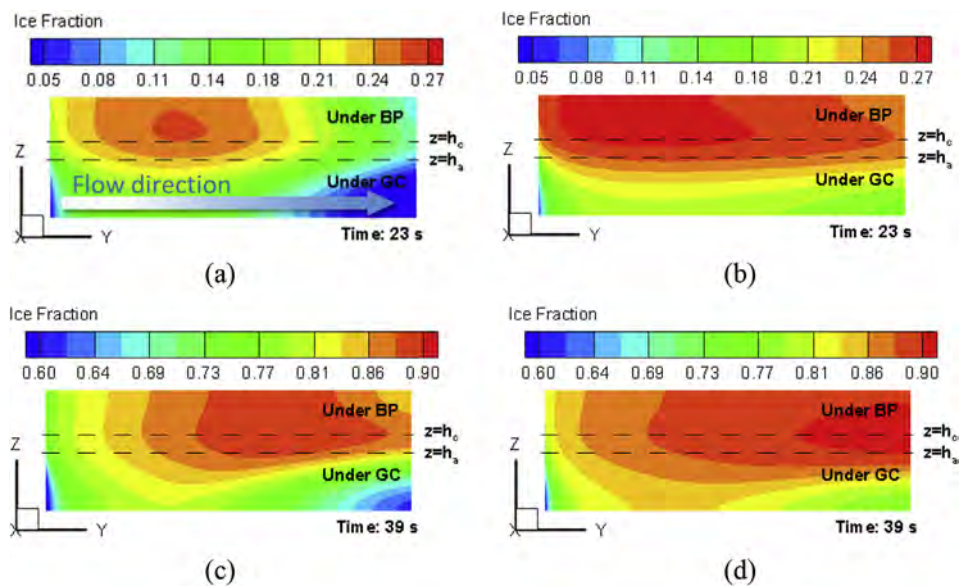 Ice Fraction
0.05 0.08 0.11 0.14 0.18 0.21 0.24 0.27
Under BP
z=hc
z=ha
Z
Flow direction
Under GC
X
Y
Time: 23 s
(a)
Ice Fraction
0.05 0.08 0.11 0.14 0.18 0.21 0.24 0.27
Under BP
z=hc
z=ha
Z
Under GC
X
Y
Time: 23 s
(b)
Ice Fraction
0.60 0.64 0.69 0.73 0.77 0.81 0.86 0.90
Under BP
z=hc
z=ha
Z
Under GC
X
Y
Time: 39 s
(c)
Ice Fraction
0.60 0.64 0.69 0.73 0.77 0.81 0.86 0.90
Under BP
z=hc
z=ha
Z
Under GC
X
Y
Time: 39 s
(d)